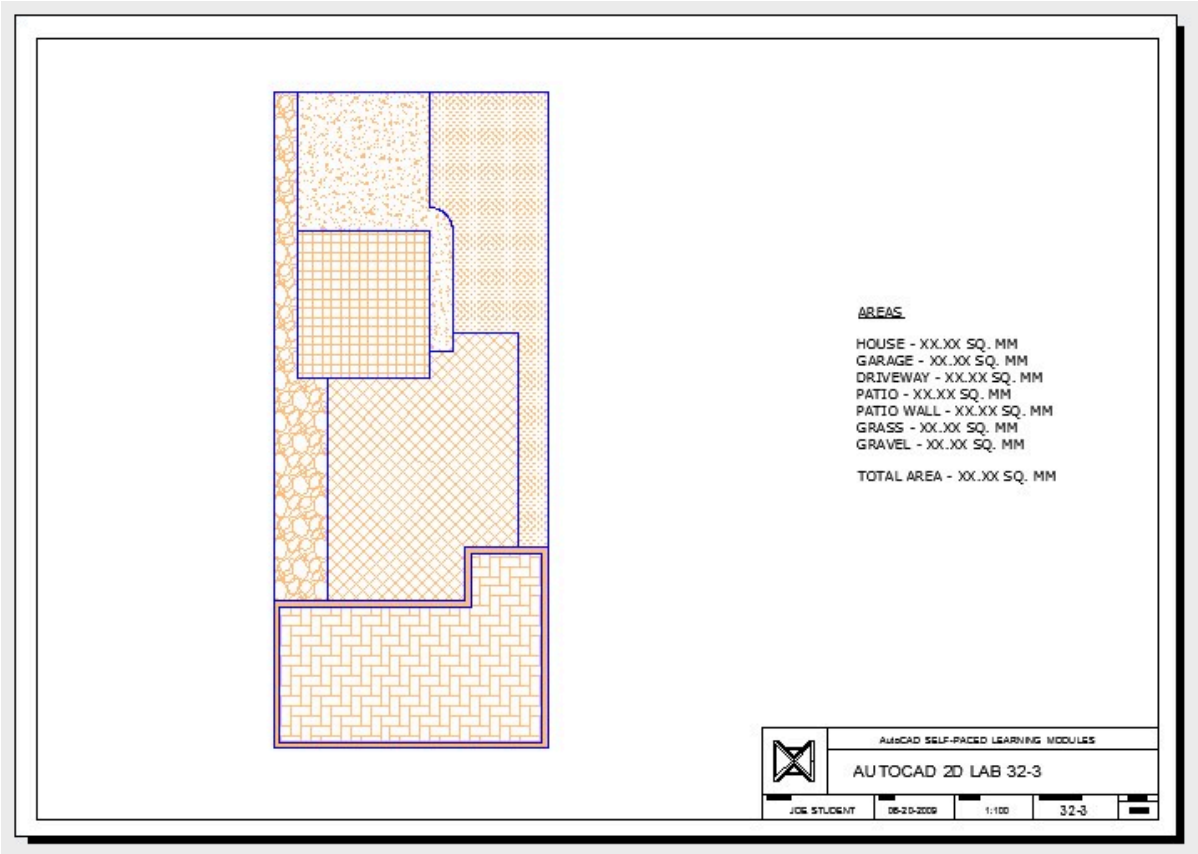 AREAS
HOUSE - XX.XX SQ. MM
GARAGE - XX.XX SQ. MM
DRIVEWAY - XX.XX SQ. MM
PATIO - XX.XX SQ. MM
PATIO WALL - XX.XX SQ. MM
GRASS - XX.XX SQ. MM
GRAVEL - XX.XX SQ. MM
TOTAL AREA - XX.XX SQ. MM
AutoCAD SELF-PACED LEARNING MODULES
AUTOCAD 2D LAB 32-3
JOE STUDENT 06-20-2009 1:100 32-3